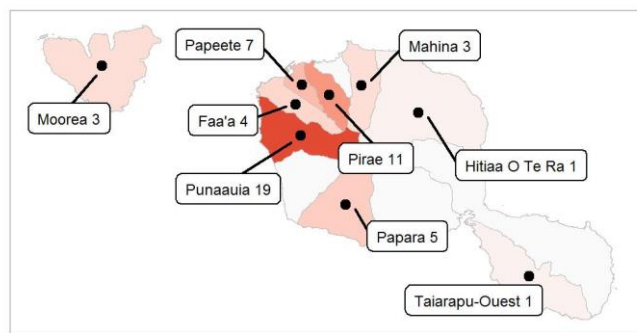 Papeete 7
Mahina 3
Moorea 3
Faa'a 4
Pirae 11
Hitiaa O Te Ra 1
Punaauia 19
Papara 5
Taiarapu-Ouest 1